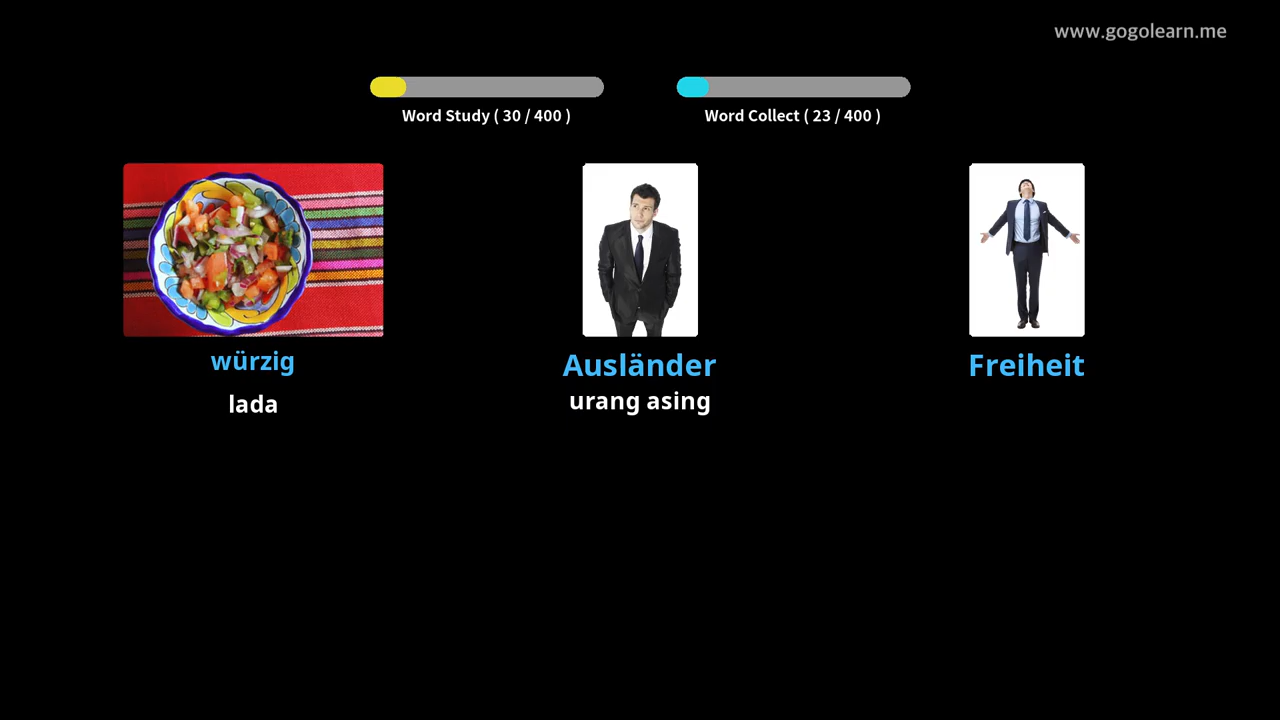 www.gogolearn.me
Word Study ( 30 / 400 )
Word Collect ( 23 / 400 )
würzig
lada
Ausländer
urang asing
Freiheit